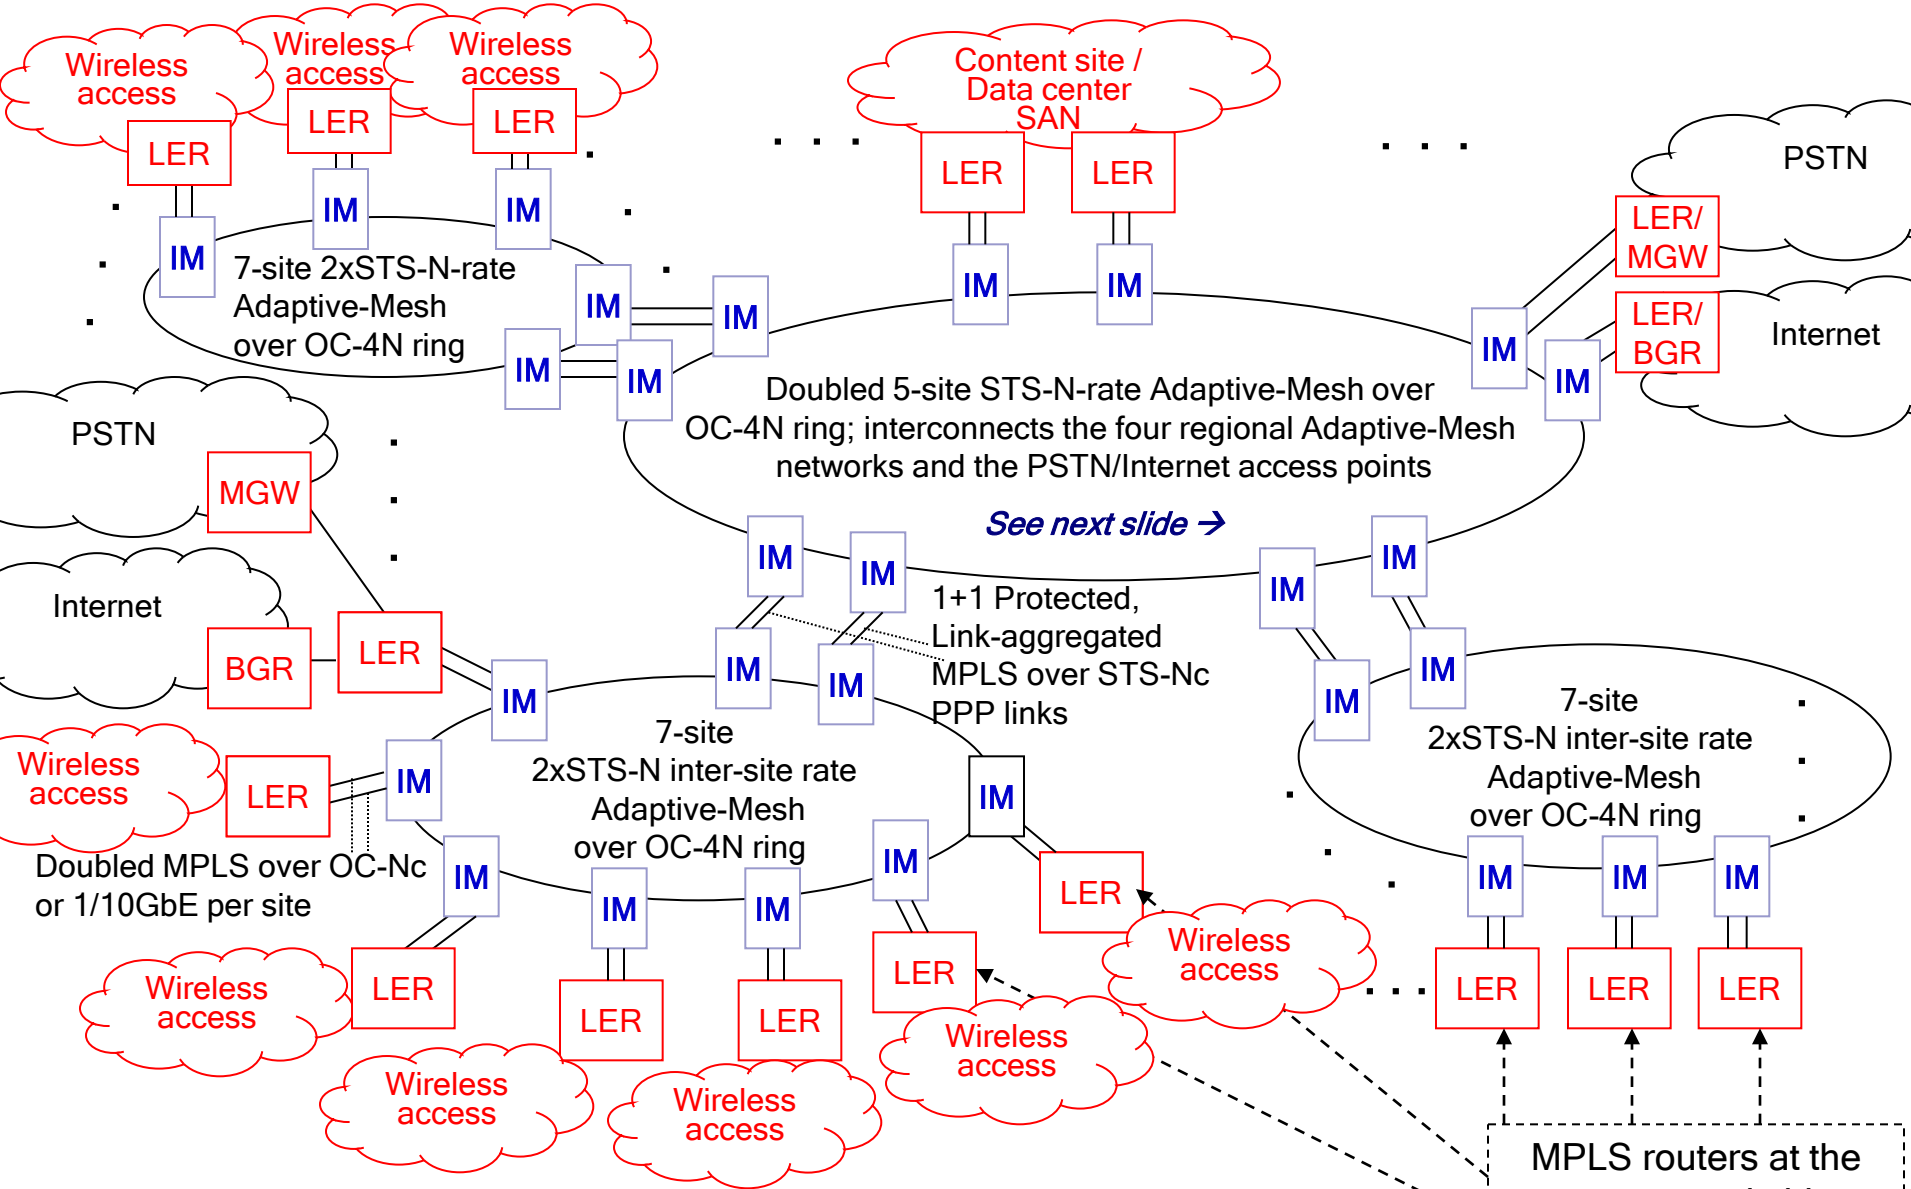 Wireless
access
Wireless
access
Wireless
access
LER
LER
LER
IM
IM
IM
7-site 2xSTS-N-rate
Adaptive-Mesh
over OC-4N ring
IM
IM
IM
IM
Content site /
Data center
SAN
LER
LER
IM
IM
PSTN
LER/
MGW
Internet
LER/
BGR
IM
IM
Doubled 5-site STS-N-rate Adaptive-Mesh over
OC-4N ring; interconnects the four regional Adaptive-Mesh
networks and the PSTN/Internet access points
See next slide →
PSTN
MGW
Internet
BGR
LER
IM
IM
IM
IM
IM
1+1 Protected,
Link-aggregated
MPLS over STS-Nc
PPP links
IM
IM
IM
IM
7-site
2xSTS-N inter-site rate
Adaptive-Mesh
over OC-4N ring
Wireless
access
LER
IM
Doubled MPLS over OC-Nc
or 1/10GbE per site
7-site
2xSTS-N inter-site rate
Adaptive-Mesh
over OC-4N ring
IM
IM
IM
IM
IM
LER
LER
LER
LER
LER
Wireless
access
Wireless
access
Wireless
access
Wireless
access
Wireless
access
IM
IM
IM
LER
LER
LER
MPLS routers at the